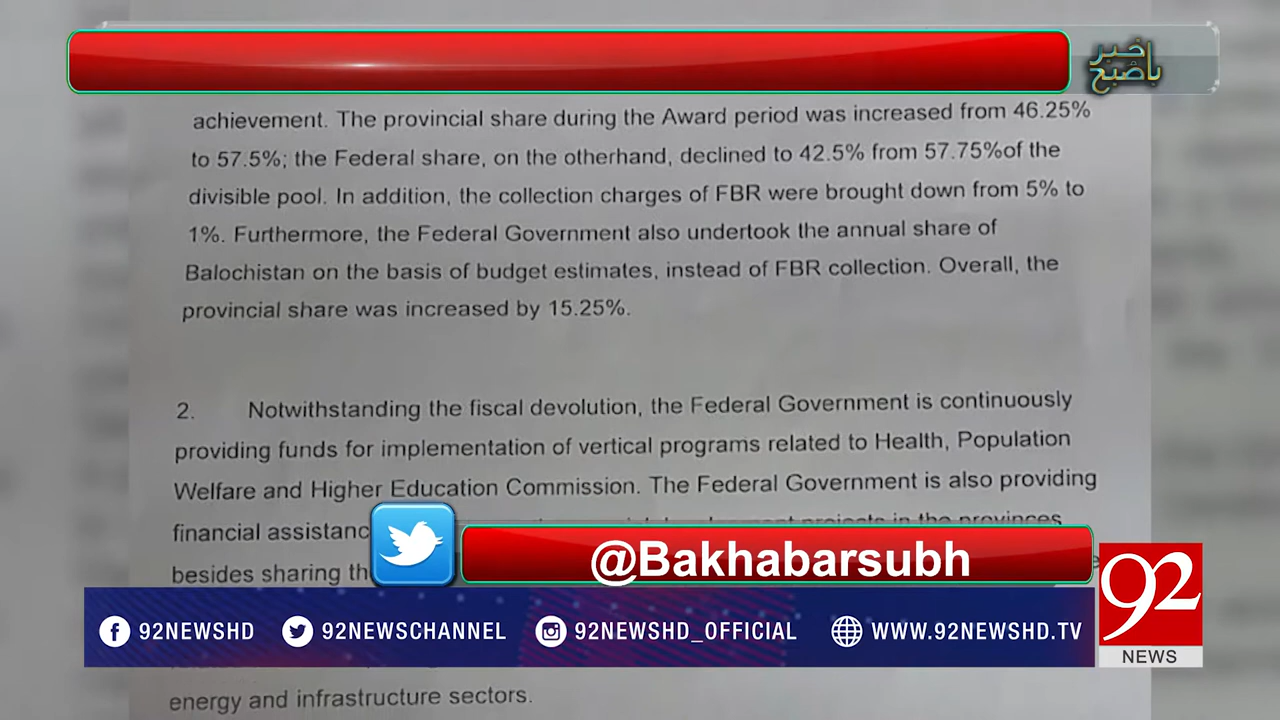 باخبر صبح
achievement. The provincial share during the Award period was increased from 46.25%
to 57.5%; the Federal share, on the otherhand, declined to 42.5% from 57.75%of the
divisible pool. In addition, the collection charges of FBR were brought down from 5% to
1%. Furthermore, the Federal Government also undertook the annual share of
Balochistan on the basis of budget estimates, instead of FBR collection. Overall, the
provincial share was increased by 15.25%.
2. Notwithstanding the fiscal devolution, the Federal Government is continuously
providing funds for implementation of vertical programs related to Health, Population
Welfare and Higher Education Commission. The Federal Government is also providing
financial projects in the provinces
besides sharing
@Bakhabarsubh
92NEWSHD 92NEWSCHANNEL 92NEWSHD_OFFICIAL WWW.92NEWSHD.TV
92
NEWS
energy and infrastructure sectors.